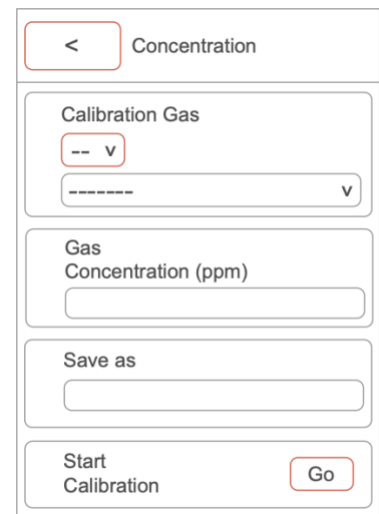 < Concentration
Calibration Gas
-- v
------- v
Gas
Concentration (ppm)
Save as
Start
Calibration
Go